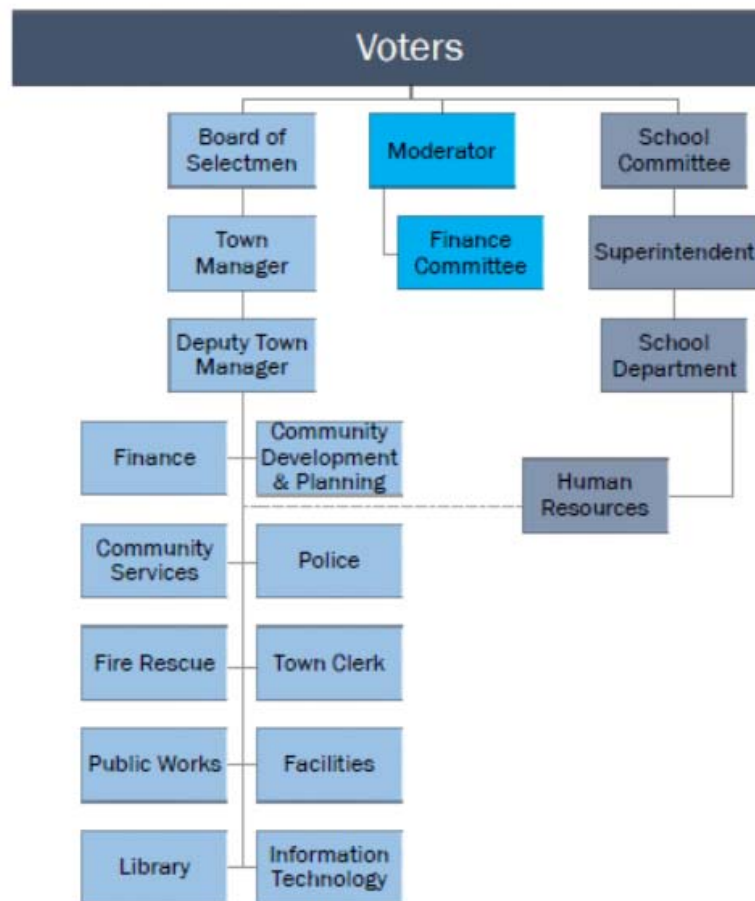 Voters
Board of
Selectmen
Moderator
School
Committee
Town
Manager
Finance
Committee
Superintendent
Deputy Town
Manager
School
Department
Finance
Community
Development
& Planning
Human
Resources
Community
Services
Police
Fire Rescue
Town Clerk
Public Works
Facilities
Library
Information
Technology